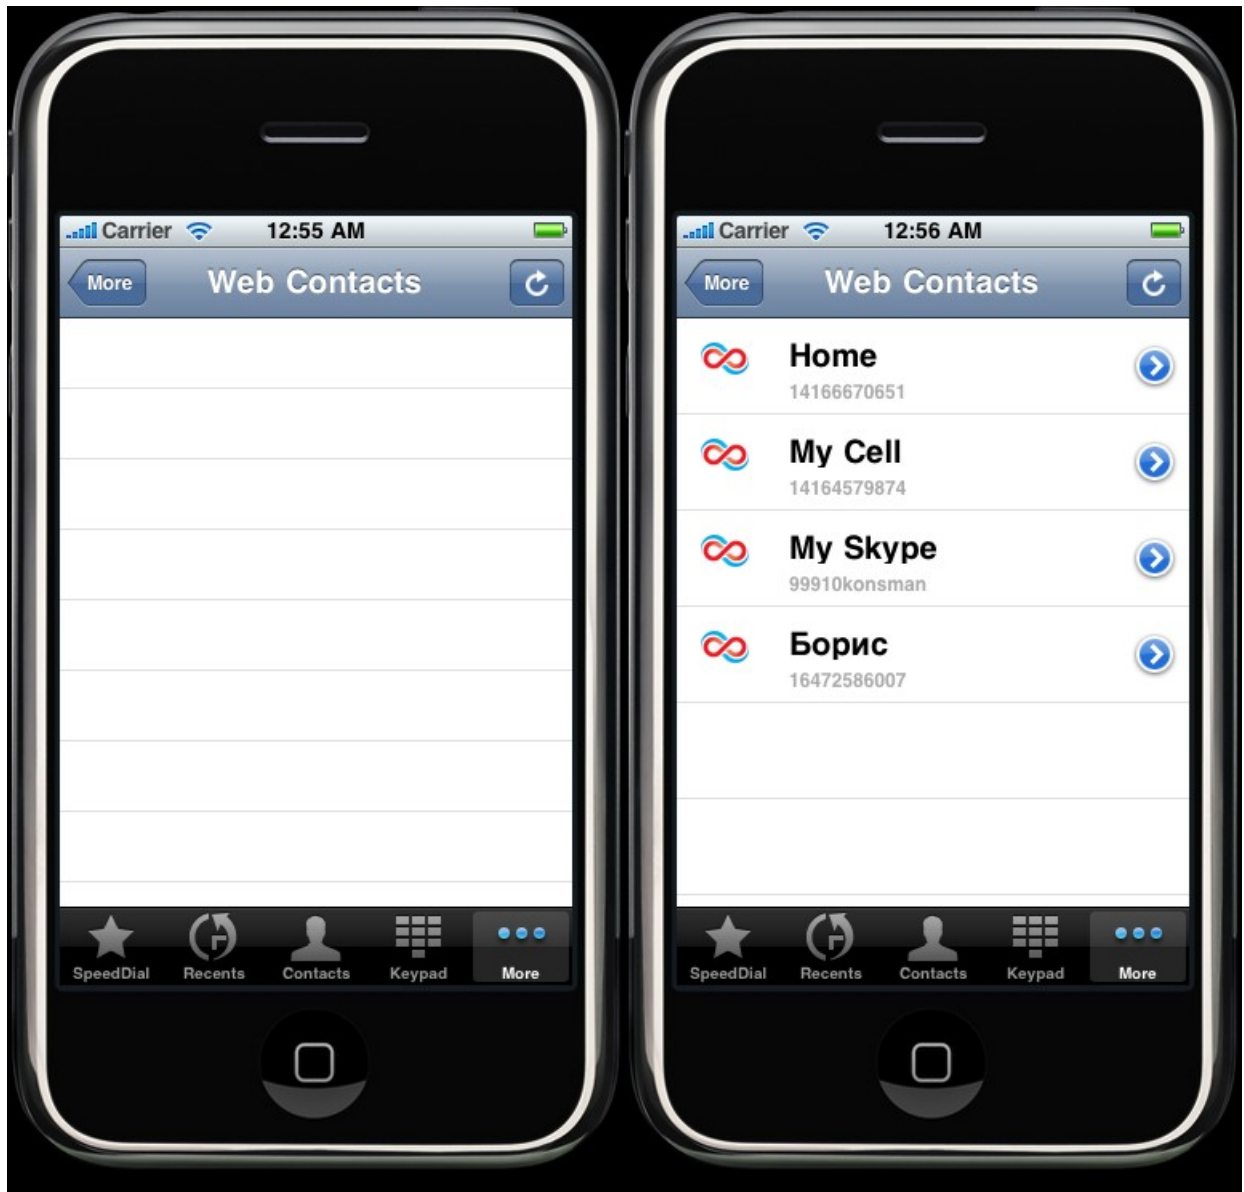 Carrier 12:55 AM
More Web Contacts
SpeedDial Recents Contacts Keypad More
Carrier 12:56 AM
More Web Contacts
Home
14166670651
My Cell
14164579874
My Skype
99910konsman
Борис
16472586007
SpeedDial Recents Contacts Keypad More